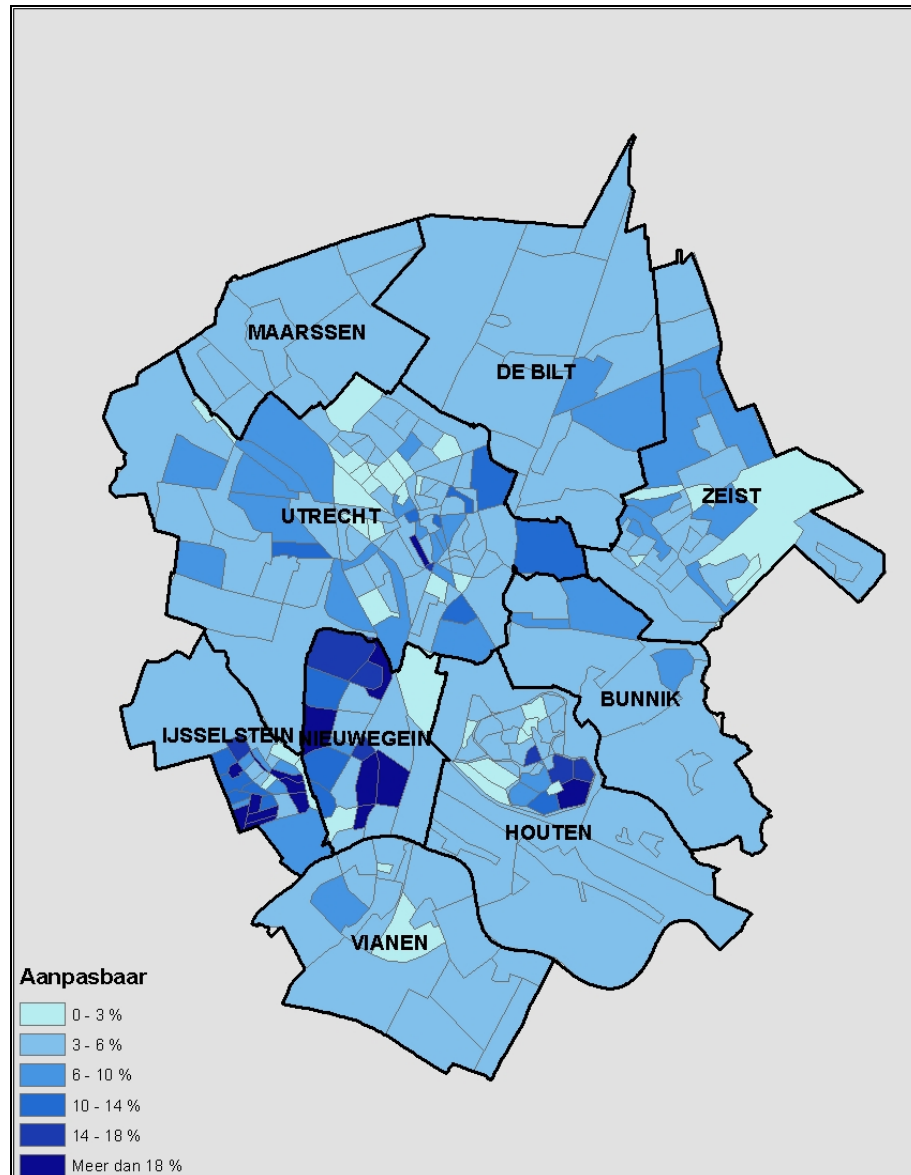 MAARSSEN
DE BILT
ZEIST
UTRECHT
BUNNIK
IJSSELSTEIN
NIEUWEGEIN
HOUTEN
VIANEN
Aanpasbaar
0 - 3 %
3 - 6 %
6 - 10 %
10 - 14 %
14 - 18 %
Meer dan 18 %